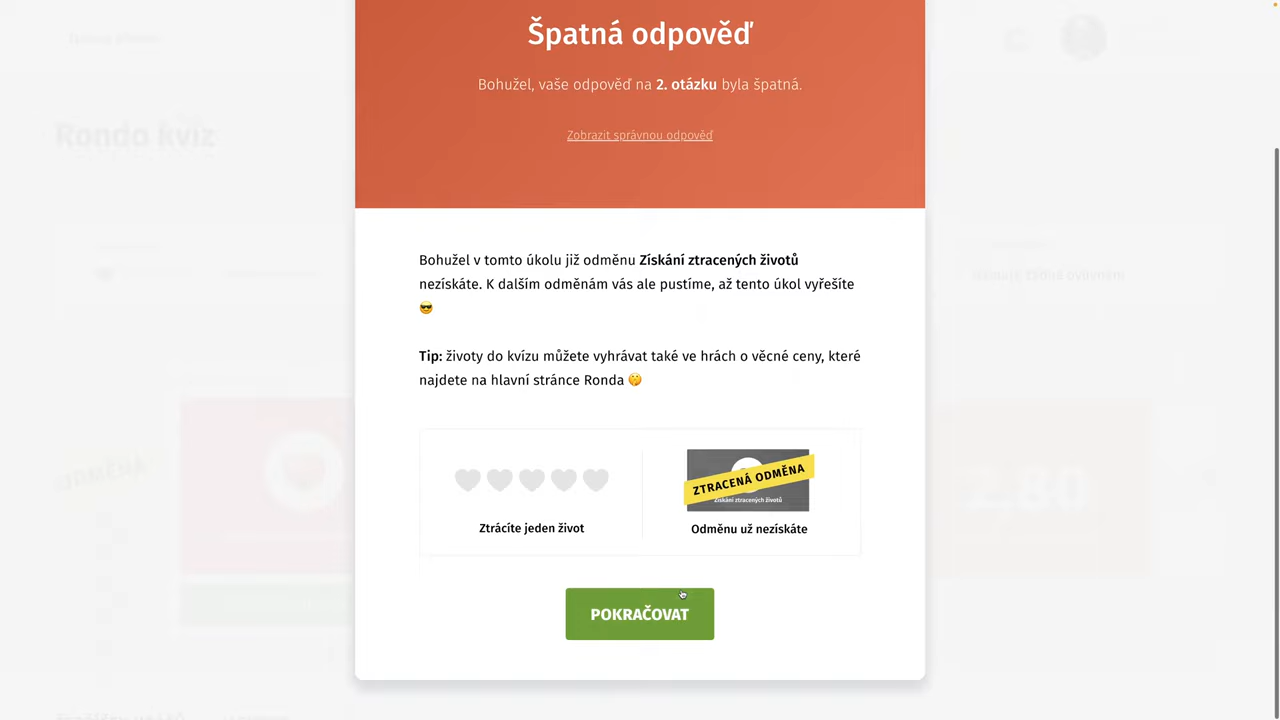 Špatná odpověď
Bohužel, vaše odpověď na 2. otázku byla špatná.
Zobrazit správnou odpověď
Ronda kvíz
Bohužel v tomto úkolu již odměnu Získání ztracených životů
nezískáte. K dalším odměnám vás ale pustíme, až tento úkol vyřešíte
😎
Tip: životy do kvízu můžete vyhrávat také ve hrách o věcné ceny, které
najdete na hlavní stránce Ronda 🤭
ZTRACENÁ ODMĚNA
Získání ztracených životů
Ztrácíte jeden život
Odměnu už nezískáte
POKRAČOVAT